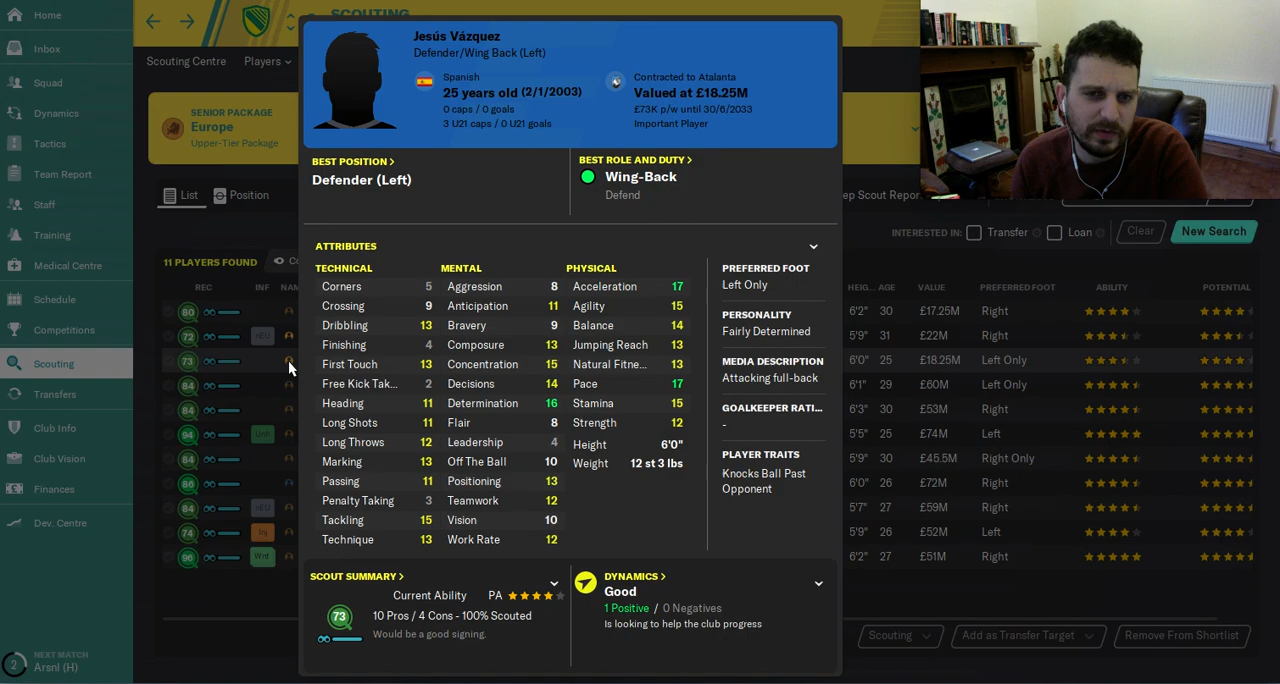 Home
SCOUTING
Inbox
Squad
Dynamics
Tactics
Team Report
Staff
Training
Medical Centre
Schedule
Competitions
Scouting
Transfers
Club Info
Club Vision
Finances
Dev. Centre
2
NEXT MATCH
Arsnl (H)
Scouting Centre
Players
SENIOR PACKAGE
Europe
Upper-Tier Package
List
Position
ep Scout Repor
11 PLAYERS FOUND
INTERESTED IN:
Transfer
Loan
Clear
New Search
Jesús Vázquez
Defender/Wing Back (Left)
Spanish
25 years old (2/1/2003)
0 caps / 0 goals
3 U21 caps / 0 U21 goals
Contracted to Atalanta
Valued at £18.25M
£73K p/w until 30/6/2033
Important Player
BEST POSITION >
Defender (Left)
BEST ROLE AND DUTY >
Wing-Back
Defend
ATTRIBUTES
TECHNICAL
Corners 5
Crossing 9
Dribbling 13
Finishing 4
First Touch 13
Free Kick Tak... 2
Heading 11
Long Shots 11
Long Throws 12
Marking 13
Passing 11
Penalty Taking 3
Tackling 15
Technique 13
MENTAL
Aggression 8
Anticipation 11
Bravery 9
Composure 13
Concentration 15
Decisions 14
Determination 16
Flair 8
Leadership 4
Off The Ball 10
Positioning 13
Teamwork 12
Vision 10
Work Rate 12
PHYSICAL
Acceleration 17
Agility 15
Balance 14
Jumping Reach 13
Natural Fitne... 13
Pace 17
Stamina 15
Strength 12
Height 6'0"
Weight 12 st 3 lbs
PREFERRED FOOT
Left Only
PERSONALITY
Fairly Determined
MEDIA DESCRIPTION
Attacking full-back
GOALKEEPER RATI...
-
PLAYER TRAITS
Knocks Ball Past
Opponent
SCOUT SUMMARY >
Current Ability PA
73
10 Pros / 4 Cons - 100% Scouted
Would be a good signing.
DYNAMICS >
Good
1 Positive / 0 Negatives
Is looking to help the club progress
REC INF NAM HEIG... AGE VALUE PREFERRED FOOT ABILITY POTENTIAL
80 6'2" 30 £17.25M Right
72 5'9" 31 £22M Right
73 6'0" 25 £18.25M Left Only
84 6'1" 29 £60M Left Only
84 6'3" 30 £53M Right
94 5'5" 25 £74M Left
84 5'9" 30 £45.5M Right Only
86 6'0" 26 £72M Right
84 5'7" 27 £59M Right
74 Inj 5'9" 26 £52M Left
96 Wnt 6'2" 27 £51M Right
Scouting
Add as Transfer Target
Remove From Shortlist